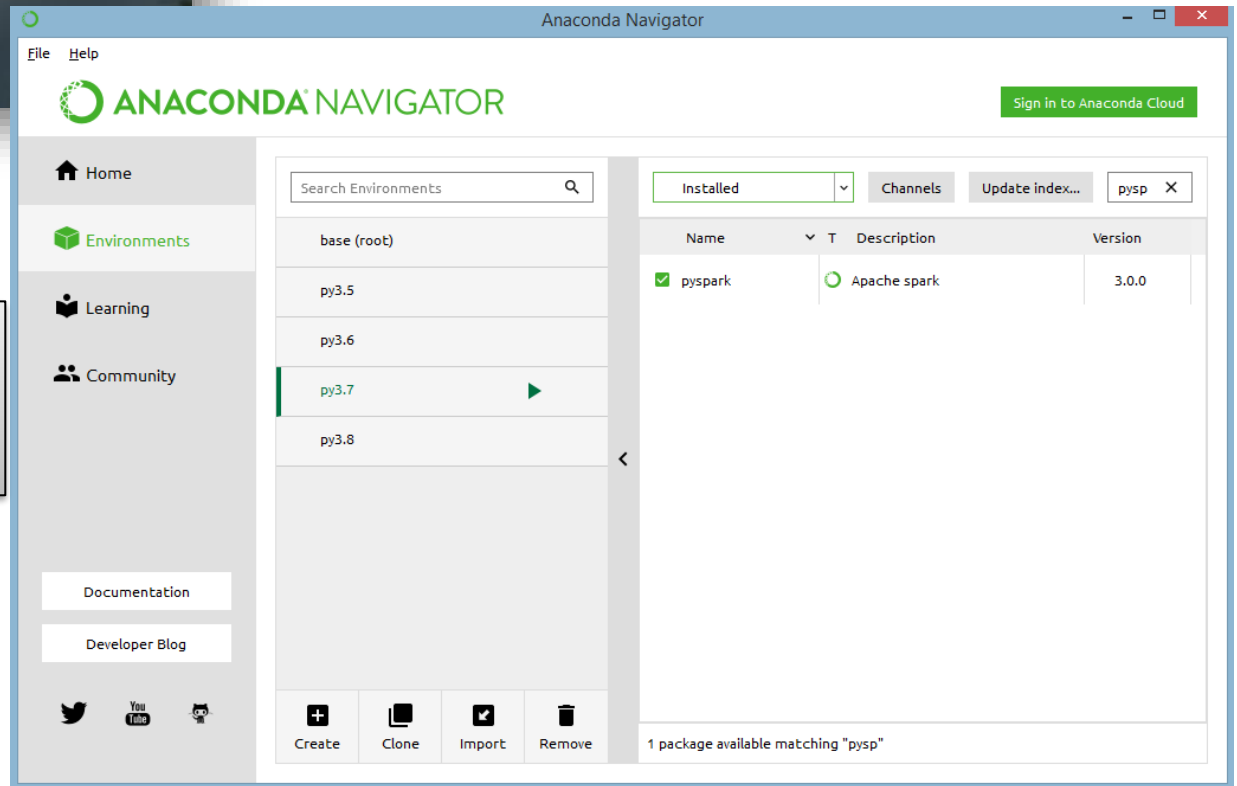 Anaconda Navigator
File Help
ANACONDA NAVIGATOR
Sign in to Anaconda Cloud
Home
Environments
Learning
Community
Documentation
Developer Blog
You
Tube
Search Environments
base (root)
py3.5
py3.6
py3.7
py3.8
Create Clone Import Remove
Installed Channels Update index... pysp
Name T Description Version
pyspark Apache spark 3.0.0
1 package available matching "pysp"